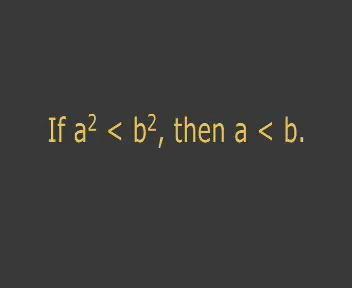 If a² < b², then a < b.